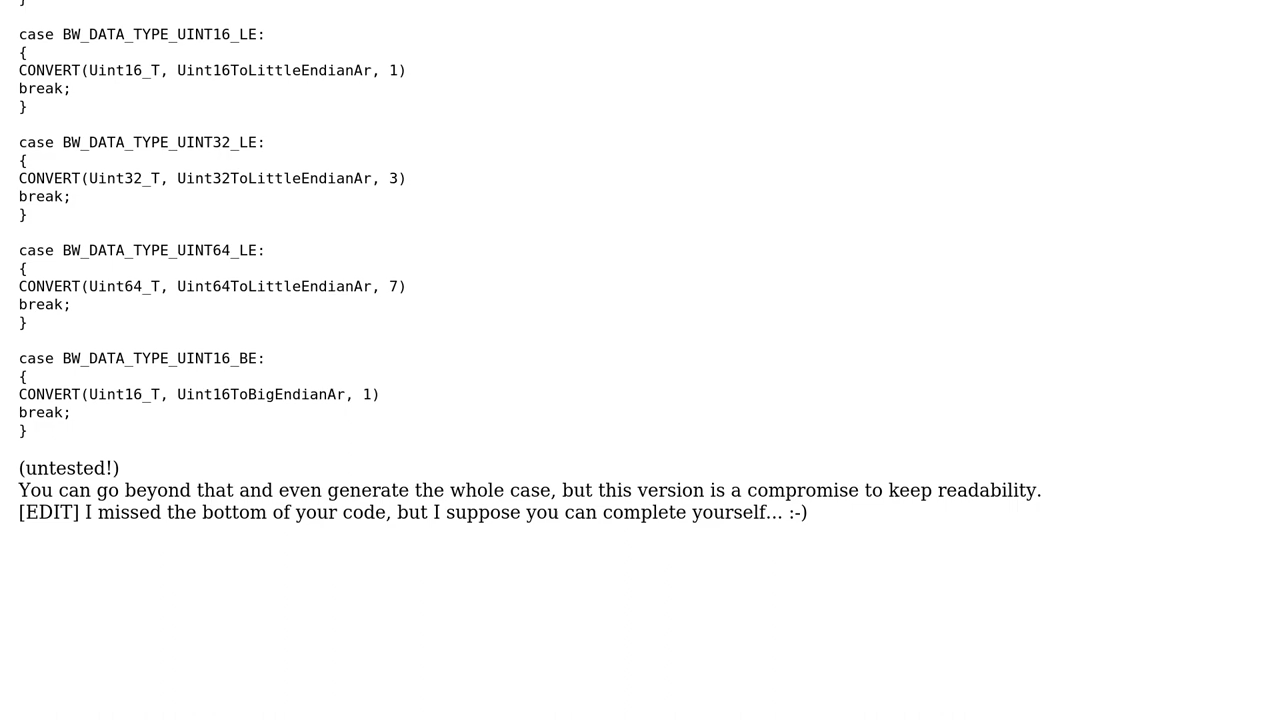 }
case BW_DATA_TYPE_UINT16_LE:
{
CONVERT(Uint16_T, Uint16ToLittleEndianAr, 1)
break;
}
case BW_DATA_TYPE_UINT32_LE:
{
CONVERT(Uint32_T, Uint32ToLittleEndianAr, 3)
break;
}
case BW_DATA_TYPE_UINT64_LE:
{
CONVERT(Uint64_T, Uint64ToLittleEndianAr, 7)
break;
}
case BW_DATA_TYPE_UINT16_BE:
{
CONVERT(Uint16_T, Uint16ToBigEndianAr, 1)
break;
}
(untested!)
You can go beyond that and even generate the whole case, but this version is a compromise to keep readability.
[EDIT] I missed the bottom of your code, but I suppose you can complete yourself... :-)